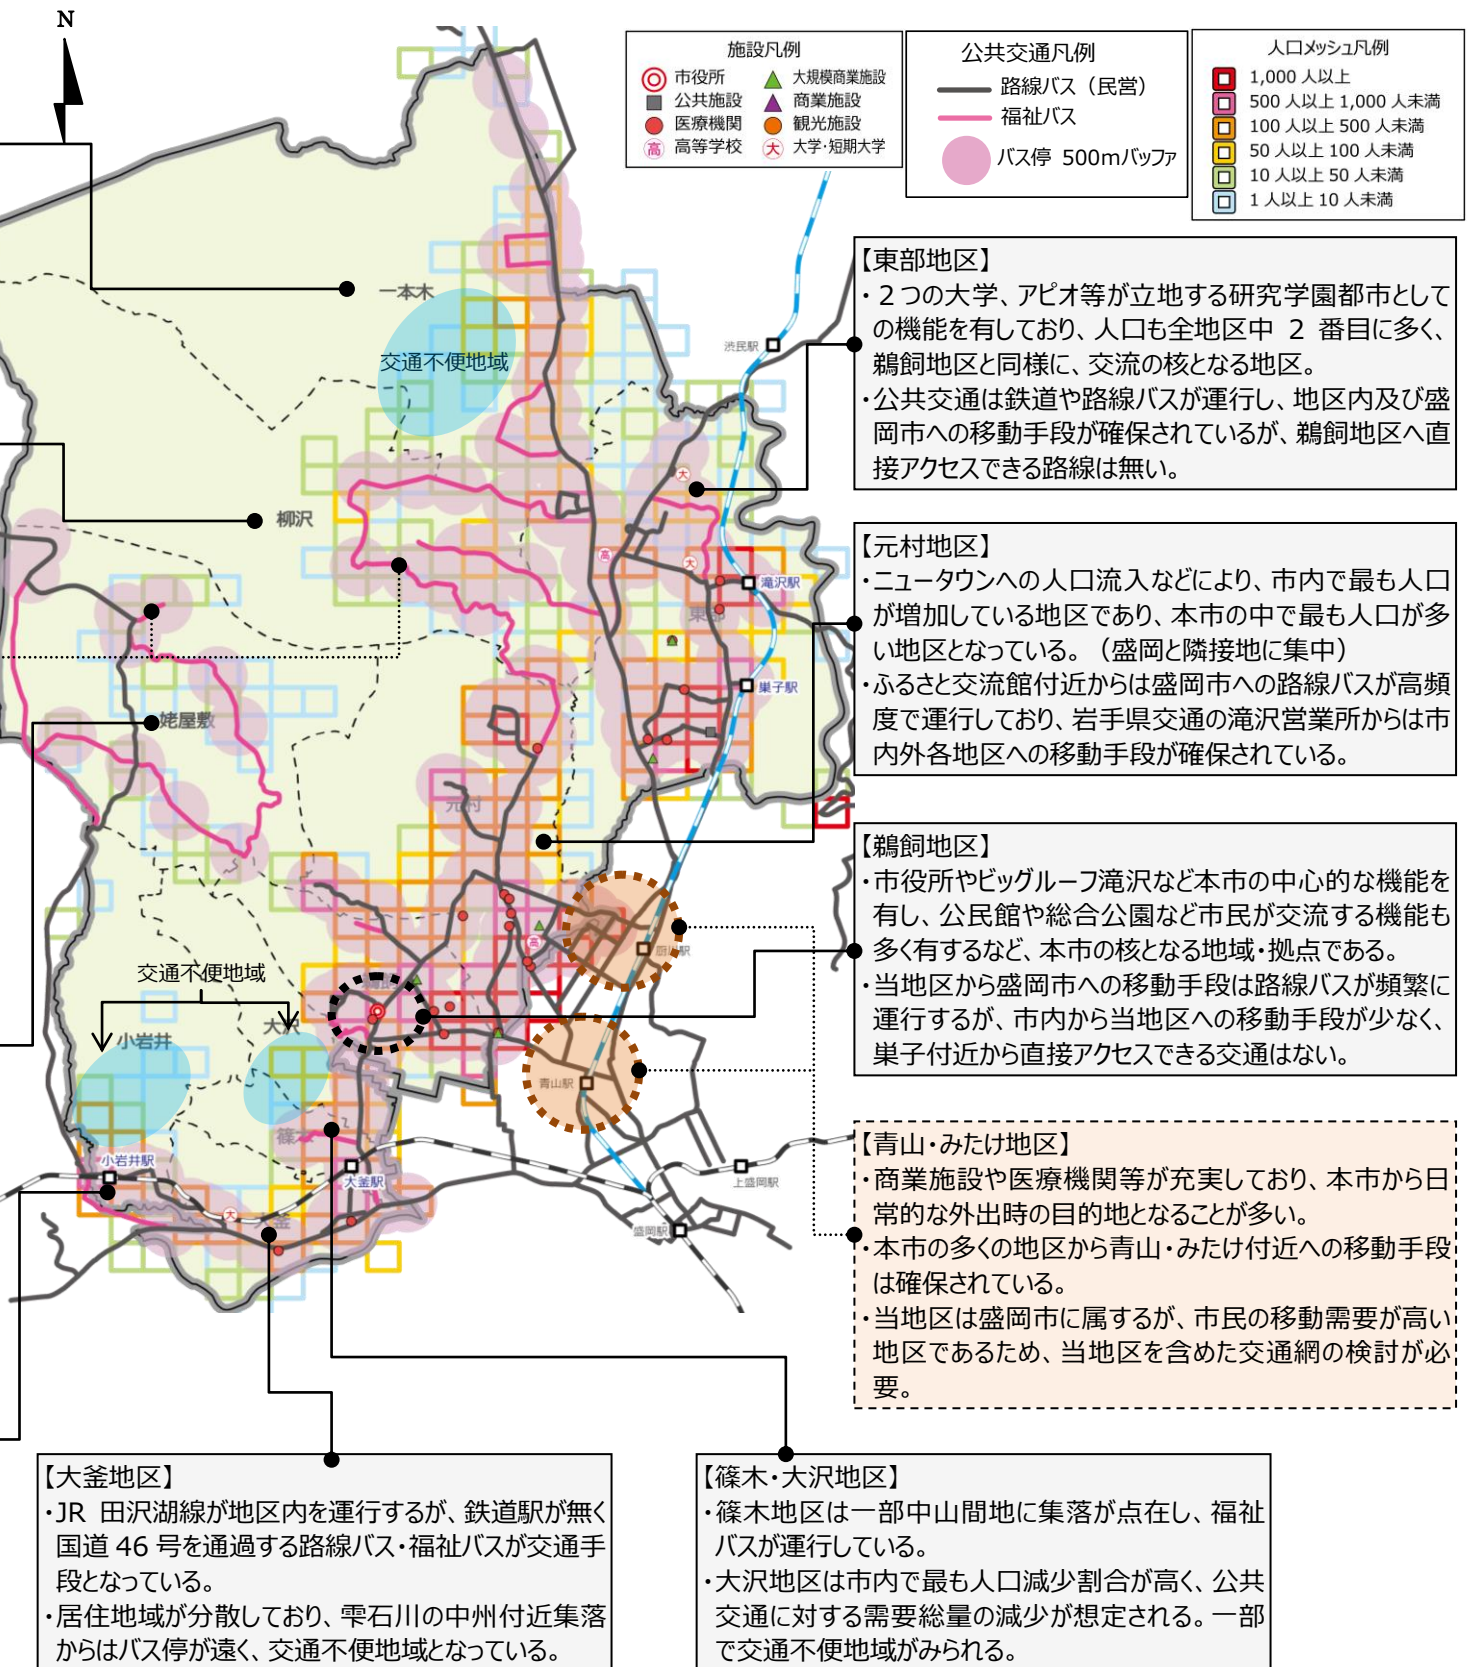 N
施設凡例
市役所
大規模商業施設
公共施設
商業施設
医療機関
観光施設
高 高等学校
大 大学・短期大学
公共交通凡例
路線バス（民営）
福祉バス
バス停 500mバッファ
人口メッシュ凡例
1,000 人以上
500 人以上 1,000 人未満
100 人以上 500 人未満
50 人以上 100 人未満
10 人以上 50 人未満
1 人以上 10 人未満
一本木
交通不便地域
渋民駅
柳沢
大
高
大
滝沢駅
東部
巣子駅
姥屋敷
元村
高
厨川駅
交通不便地域
小岩井
大沢
青山駅
篠木
小岩井駅
大釜駅
大
大釜
上盛岡駅
盛岡駅
【東部地区】
・２つの大学、アピオ等が立地する研究学園都市として
の機能を有しており、人口も全地区中 2 番目に多く、
鵜飼地区と同様に、交流の核となる地区。
・公共交通は鉄道や路線バスが運行し、地区内及び盛
岡市への移動手段が確保されているが、鵜飼地区へ直
接アクセスできる路線は無い。
【元村地区】
・ニュータウンへの人口流入などにより、市内で最も人口
が増加している地区であり、本市の中で最も人口が多
い地区となっている。（盛岡と隣接地に集中）
・ふるさと交流館付近からは盛岡市への路線バスが高頻
度で運行しており、岩手県交通の滝沢営業所からは市
内外各地区への移動手段が確保されている。
【鵜飼地区】
・市役所やビッグルーフ滝沢など本市の中心的な機能を
有し、公民館や総合公園など市民が交流する機能も
多く有するなど、本市の核となる地域・拠点である。
・当地区から盛岡市への移動手段は路線バスが頻繁に
運行するが、市内から当地区への移動手段が少なく、
巣子付近から直接アクセスできる交通はない。
【青山・みたけ地区】
・商業施設や医療機関等が充実しており、本市から日
常的な外出時の目的地となることが多い。
・本市の多くの地区から青山・みたけ付近への移動手段
は確保されている。
・当地区は盛岡市に属するが、市民の移動需要が高い
地区であるため、当地区を含めた交通網の検討が必
要。
【大釜地区】
・JR 田沢湖線が地区内を運行するが、鉄道駅が無く
国道 46 号を通過する路線バス・福祉バスが交通手
段となっている。
・居住地域が分散しており、雫石川の中州付近集落
からはバス停が遠く、交通不便地域となっている。
【篠木・大沢地区】
・篠木地区は一部中山間地に集落が点在し、福祉
バスが運行している。
・大沢地区は市内で最も人口減少割合が高く、公共
交通に対する需要総量の減少が想定される。一部
で交通不便地域がみられる。